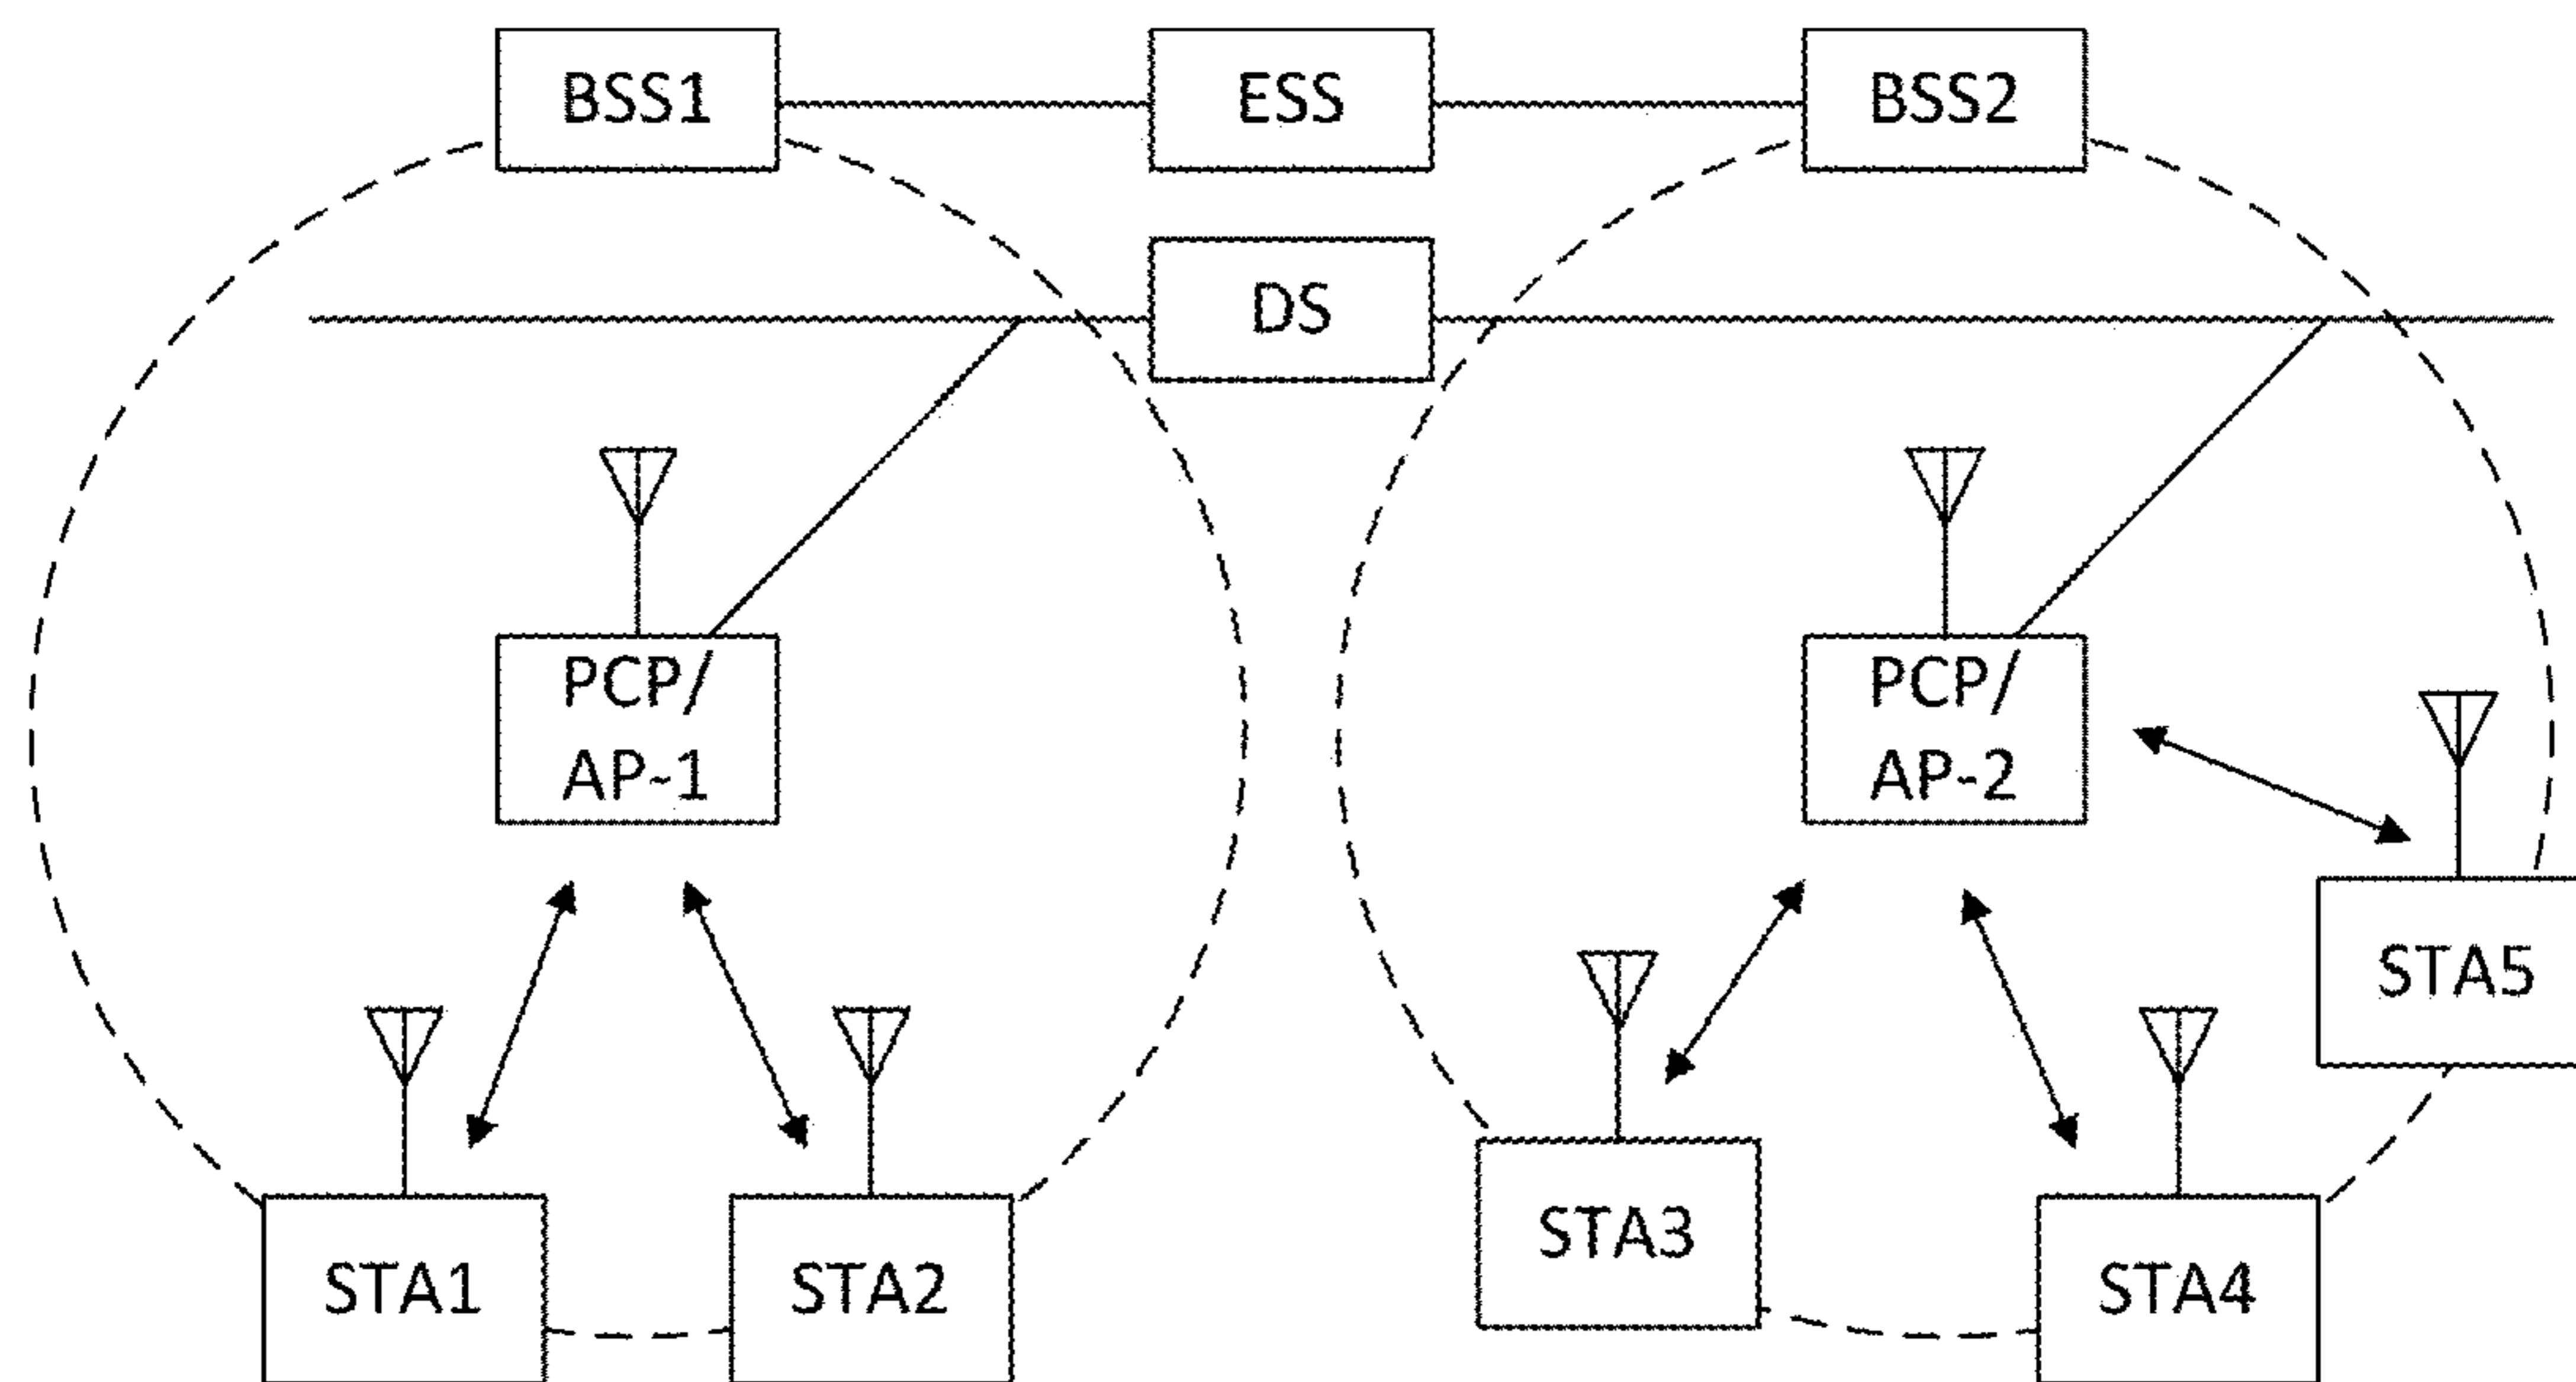 BSS1
ESS
BSS2
DS
PCP/
AP-1
PCP/
AP-2
STA5
STA3
STA1
STA2
STA4